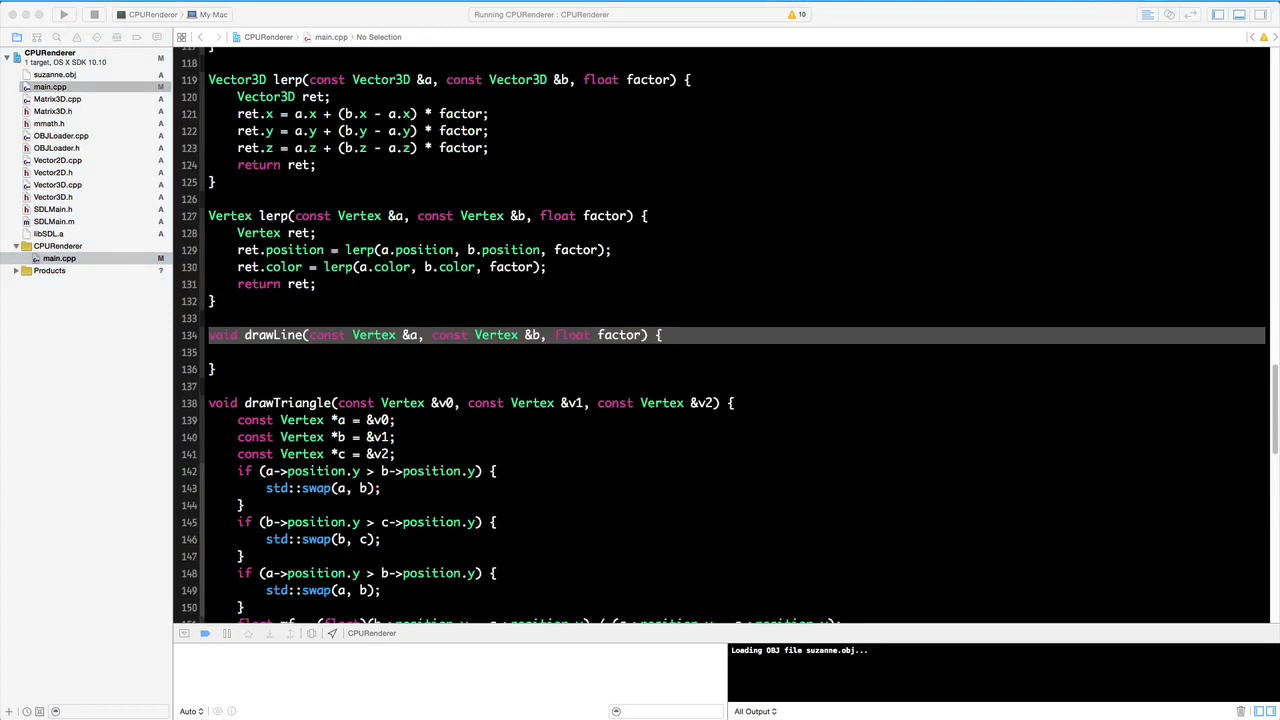 CPURenderer
My Mac
Running CPURenderer : CPURenderer
10
CPURenderer
main.cpp
No Selection
CPURenderer
M
1 target, OS X SDK 10.10
suzanne.obj
A
main.cpp
M
Matrix3D.cpp
A
Matrix3D.h
A
mmath.h
A
OBJLoader.cpp
A
OBJLoader.h
A
Vector2D.cpp
A
Vector2D.h
A
Vector3D.cpp
A
Vector3D.h
A
SDLMain.h
A
SDLMain.m
A
libSDL.a
A
CPURenderer
main.cpp
M
Products
?
118
119 Vector3D lerp(const Vector3D &a, const Vector3D &b, float factor) {
120 Vector3D ret;
121 ret.x = a.x + (b.x - a.x) * factor;
122 ret.y = a.y + (b.y - a.y) * factor;
123 ret.z = a.z + (b.z - a.z) * factor;
124 return ret;
125 }
126
127 Vertex lerp(const Vertex &a, const Vertex &b, float factor) {
128 Vertex ret;
129 ret.position = lerp(a.position, b.position, factor);
130 ret.color = lerp(a.color, b.color, factor);
131 return ret;
132 }
133
134 void drawLine(const Vertex &a, const Vertex &b, float factor) {
135
136 }
137
138 void drawTriangle(const Vertex &v0, const Vertex &v1, const Vertex &v2) {
139 const Vertex *a = &v0;
140 const Vertex *b = &v1;
141 const Vertex *c = &v2;
142 if (a->position.y > b->position.y) {
143 std::swap(a, b);
144 }
145 if (b->position.y > c->position.y) {
146 std::swap(b, c);
147 }
148 if (a->position.y > b->position.y) {
149 std::swap(a, b);
150 }
CPURenderer
Loading OBJ file suzanne.obj...
Auto
All Output